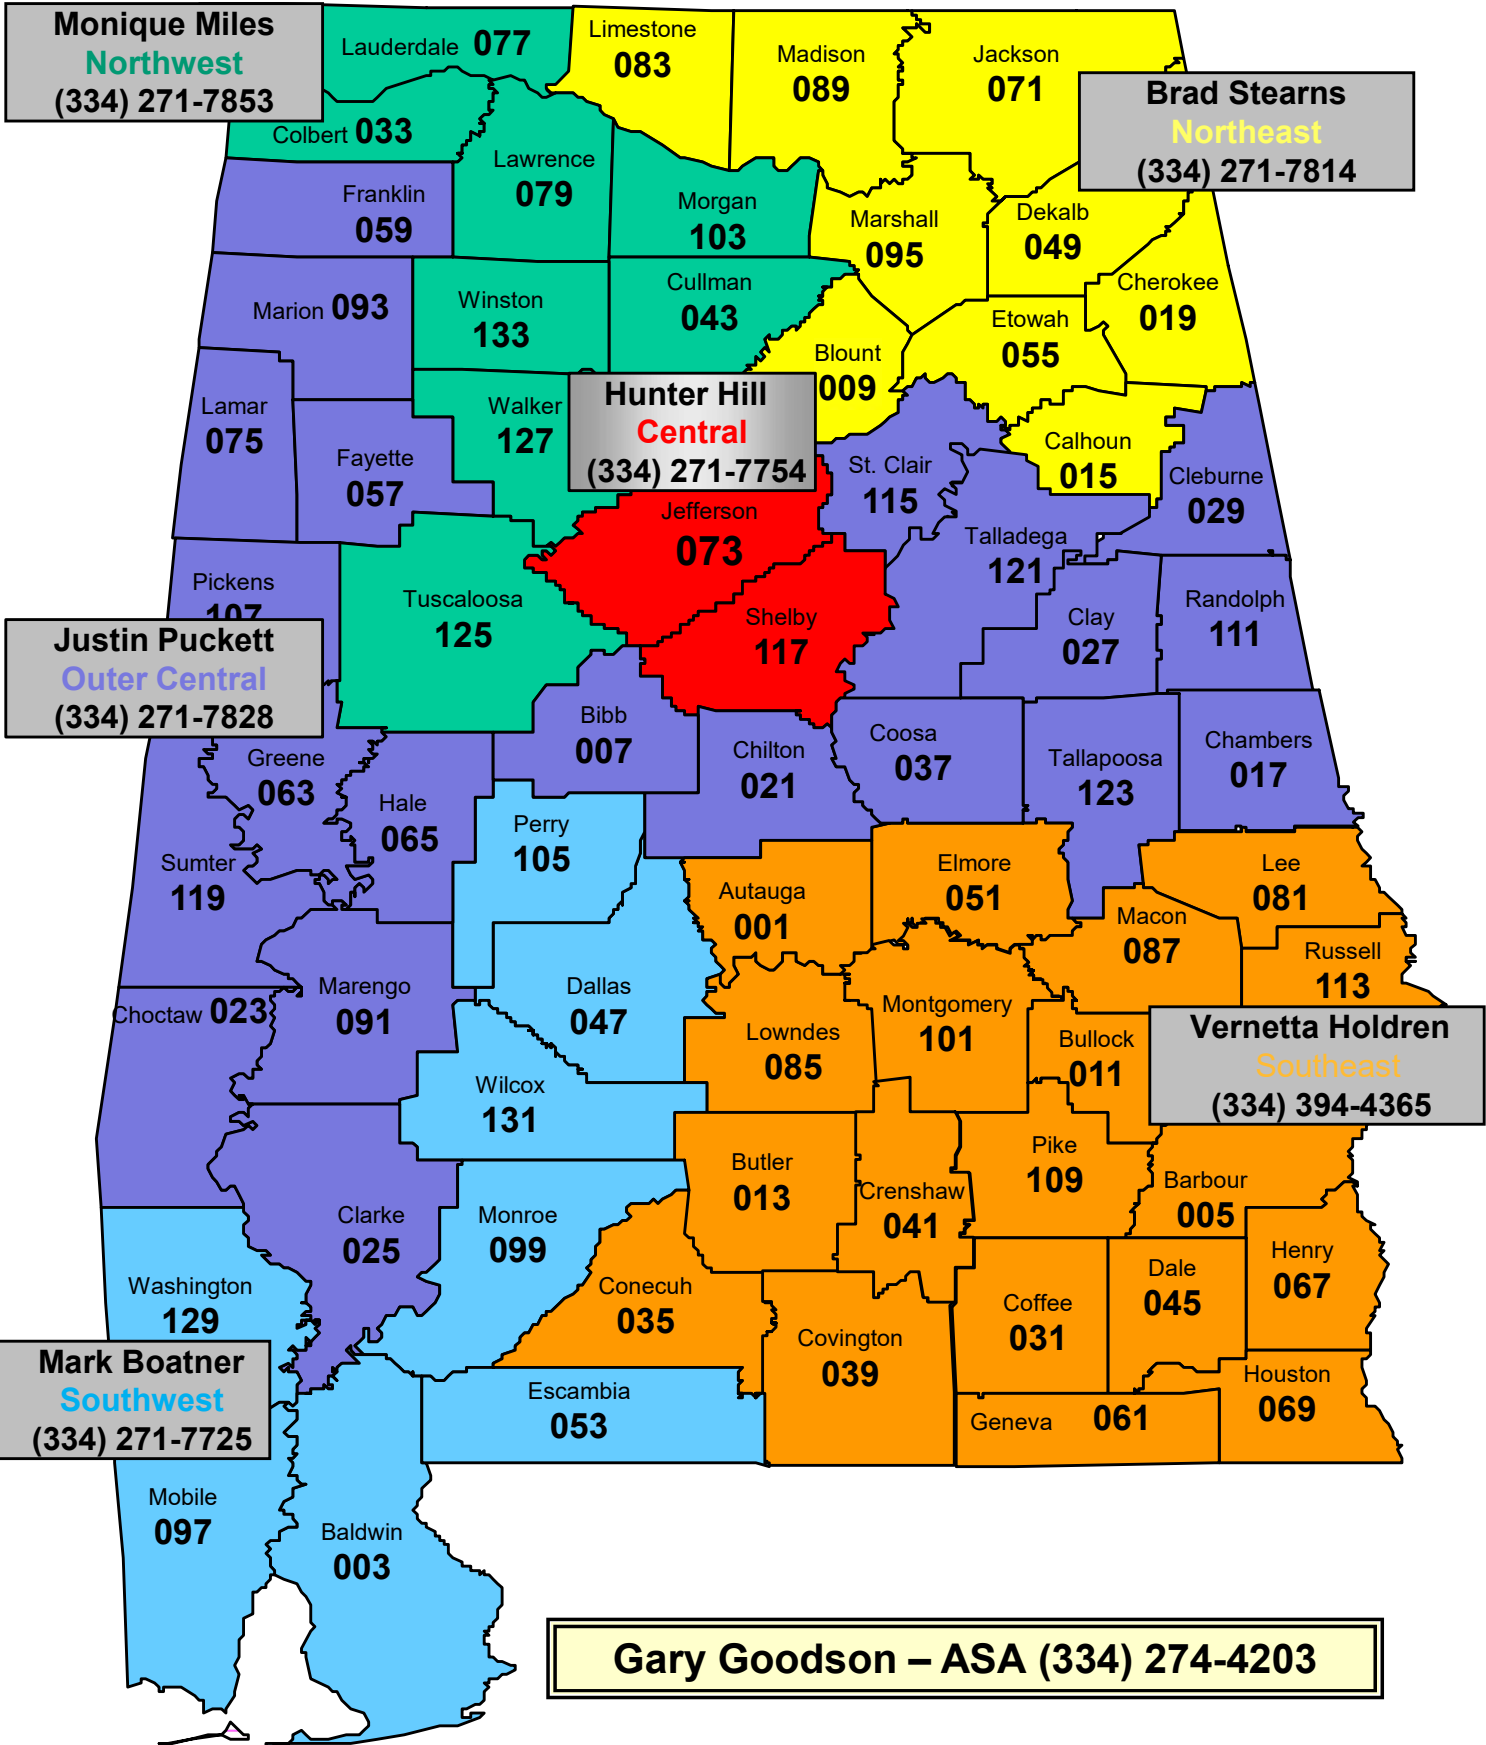 Monique Miles
Northwest
(334) 271-7853
Lauderdale 077
Limestone
083
Madison
089
Jackson
071
Brad Stearns
Northeast
(334) 271-7814
Colbert 033
Lawrence
079
Franklin
059
Morgan
103
Marshall
095
Dekalb
049
Cherokee
019
Marion 093
Winston
133
Cullman
043
Etowah
055
Blount
009
Lamar
075
Walker
127
Hunter Hill
Central
(334) 271-7754
Fayette
057
St. Clair
115
Calhoun
015
Cleburne
029
Jefferson
073
Talladega
121
Pickens
107
Tuscaloosa
125
Shelby
117
Clay
027
Randolph
111
Justin Puckett
Outer Central
(334) 271-7828
Bibb
007
Chilton
021
Coosa
037
Tallapoosa
123
Chambers
017
Greene
063
Hale
065
Perry
105
Sumter
119
Autauga
001
Elmore
051
Lee
081
Macon
087
Russell
113
Choctaw 023
Marengo
091
Dallas
047
Lowndes
085
Montgomery
101
Bullock
011
Vernetta Holdren
Southeast
(334) 394-4365
Wilcox
131
Butler
013
Crenshaw
041
Pike
109
Barbour
005
Clarke
025
Monroe
099
Washington
129
Conecuh
035
Covington
039
Coffee
031
Dale
045
Henry
067
Mark Boatner
Southwest
(334) 271-7725
Escambia
053
Geneva 061
Houston
069
Mobile
097
Baldwin
003
Gary Goodson – ASA (334) 274-4203